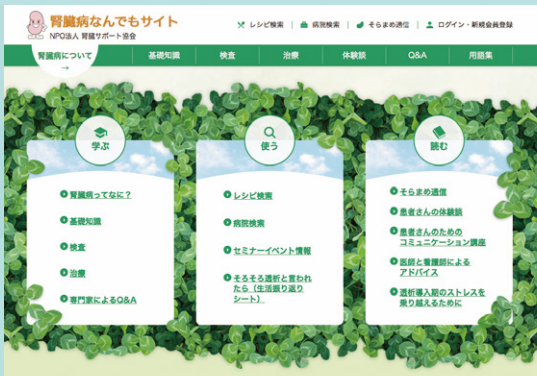 腎臓病なんでもサイト
NPO法人 腎臓サポート協会
レシピ検索
病院検索
そらまめ通信
ログイン・新規会員登録
腎臓病について
→
基礎知識
検査
治療
体験談
Q&A
用語集
学ぶ
腎臓病ってなに？
基礎知識
検査
治療
専門家によるQ&A
使う
レシピ検索
病院検索
セミナーイベント情報
そろそろ透析と言われ
たら（生活振り返り
シート）
読む
そらまめ通信
患者さんの体験談
患者さんのための
コミュニケーション講座
医師と看護師による
アドバイス
透析導入期のストレスを
乗り越えるために